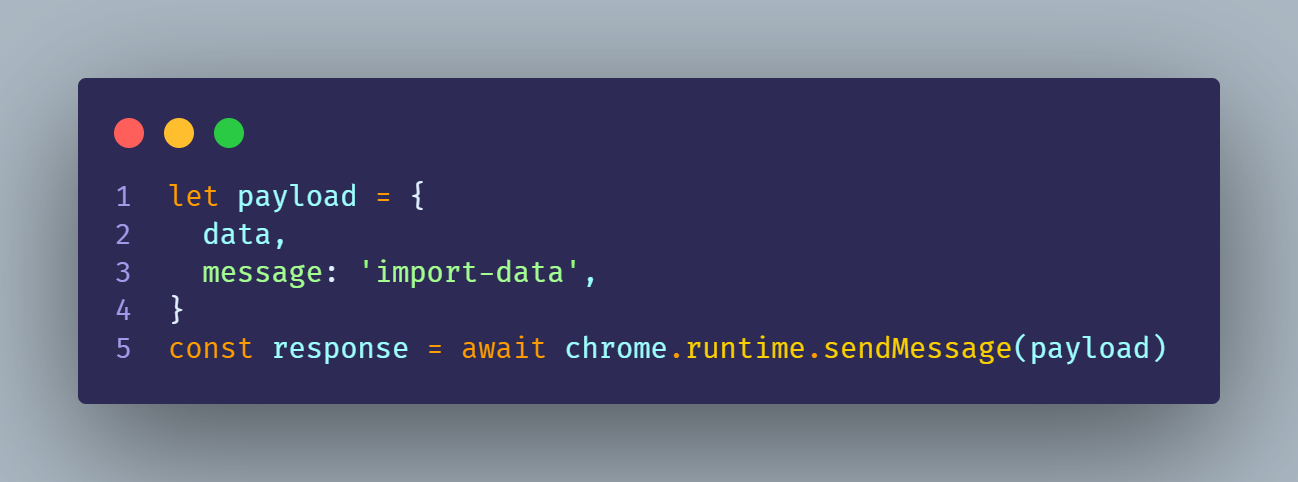 1 let payload = {
2   data,
3   message: 'import-data',
4 }
5 const response = await chrome.runtime.sendMessage(payload)